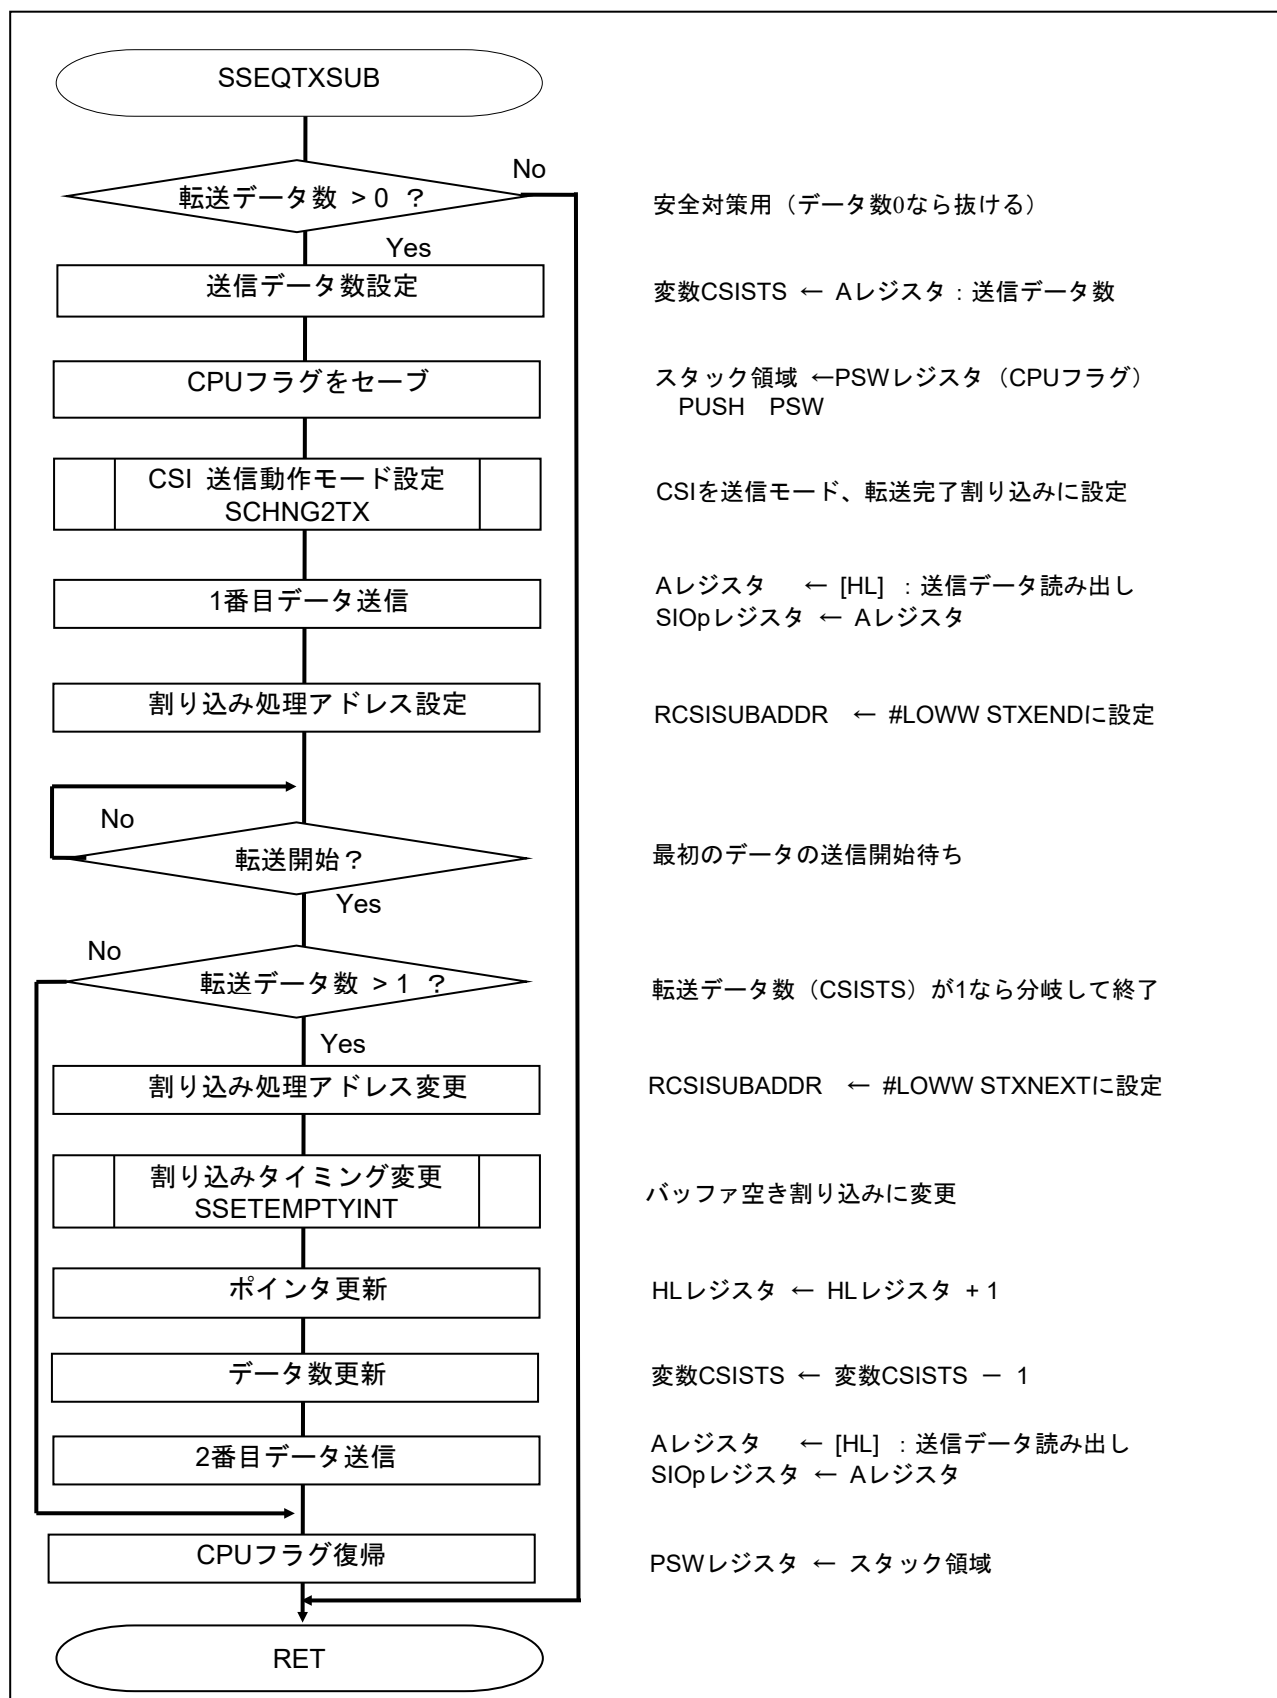 SSEQTXSUB
No
転送データ数 > 0 ？
安全対策用（データ数0なら抜ける）
Yes
送信データ数設定
変数CSISTS ← Aレジスタ：送信データ数
CPUフラグをセーブ
スタック領域 ←PSWレジスタ（CPUフラグ）
PUSH PSW
CSI 送信動作モード設定
SCHNG2TX
CSIを送信モード、転送完了割り込みに設定
1番目データ送信
Aレジスタ ← [HL] ：送信データ読み出し
SIOpレジスタ ← Aレジスタ
割り込み処理アドレス設定
RCSISUBADDR ← #LOWW STXENDに設定
No
転送開始？
最初のデータの送信開始待ち
Yes
No
転送データ数 > 1 ？
転送データ数（CSISTS）が1なら分岐して終了
Yes
割り込み処理アドレス変更
RCSISUBADDR ← #LOWW STXNEXTに設定
割り込みタイミング変更
SSETEMPTYINT
バッファ空き割り込みに変更
ポインタ更新
HLレジスタ ← HLレジスタ + 1
データ数更新
変数CSISTS ← 変数CSISTS － 1
2番目データ送信
Aレジスタ ← [HL] ：送信データ読み出し
SIOpレジスタ ← Aレジスタ
CPUフラグ復帰
PSWレジスタ ← スタック領域
RET